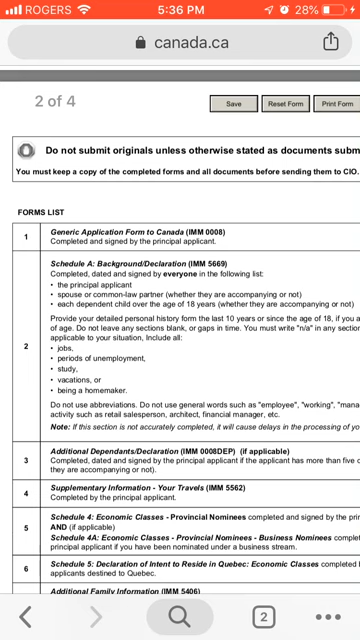 ROGERS 5:36 PM 28%
canada.ca
2 of 4
Save Reset Form Print Form
Do not submit originals unless otherwise stated as documents subm
You must keep a copy of the completed forms and all documents before sending them to CIO.
FORMS LIST
1
Generic Application Form to Canada (IMM 0008)
Completed and signed by the principal applicant.
2
Schedule A: Background/Declaration (IMM 5669)
Completed, dated and signed by everyone in the following list:
• the principal applicant
• spouse or common-law partner (whether they are accompanying or not)
• each dependent child over the age of 18 years (whether they are accompanying or not)
Provide your detailed personal history form the last 10 years or since the age of 18, if you a
of age. Do not leave any sections blank, or gaps in time. You must write "n/a" in any section
applicable to your situation, Include all:
• jobs,
• periods of unemployment,
• study,
• vacations, or
• being a homemaker.
Do not use abbreviations. Do not use general words such as "employee", "working", "mana
activity such as retail salesperson, architect, financial manager, etc.
Note: If this section is not accurately completed, it will cause delays in the processing of yo
3
Additional Dependants/Declaration (IMM 0008DEP) (if applicable)
Completed, dated and signed by the principal applicant if the applicant has more than five d
they are accompanying or not).
4
Supplementary Information - Your Travels (IMM 5562)
Completed by the principal applicant.
5
Schedule 4: Economic Classes - Provincial Nominees completed and signed by the prin
AND (if applicable)
Schedule 4A: Economic Classes - Provincial Nominees - Business Nominees complet
principal applicant if you have been nominated under a business stream.
6
Schedule 5: Declaration of Intent to Reside in Quebec: Economic Classes completed b
applicants destined to Quebec.
Additional Family Information (IMM 5406)
2